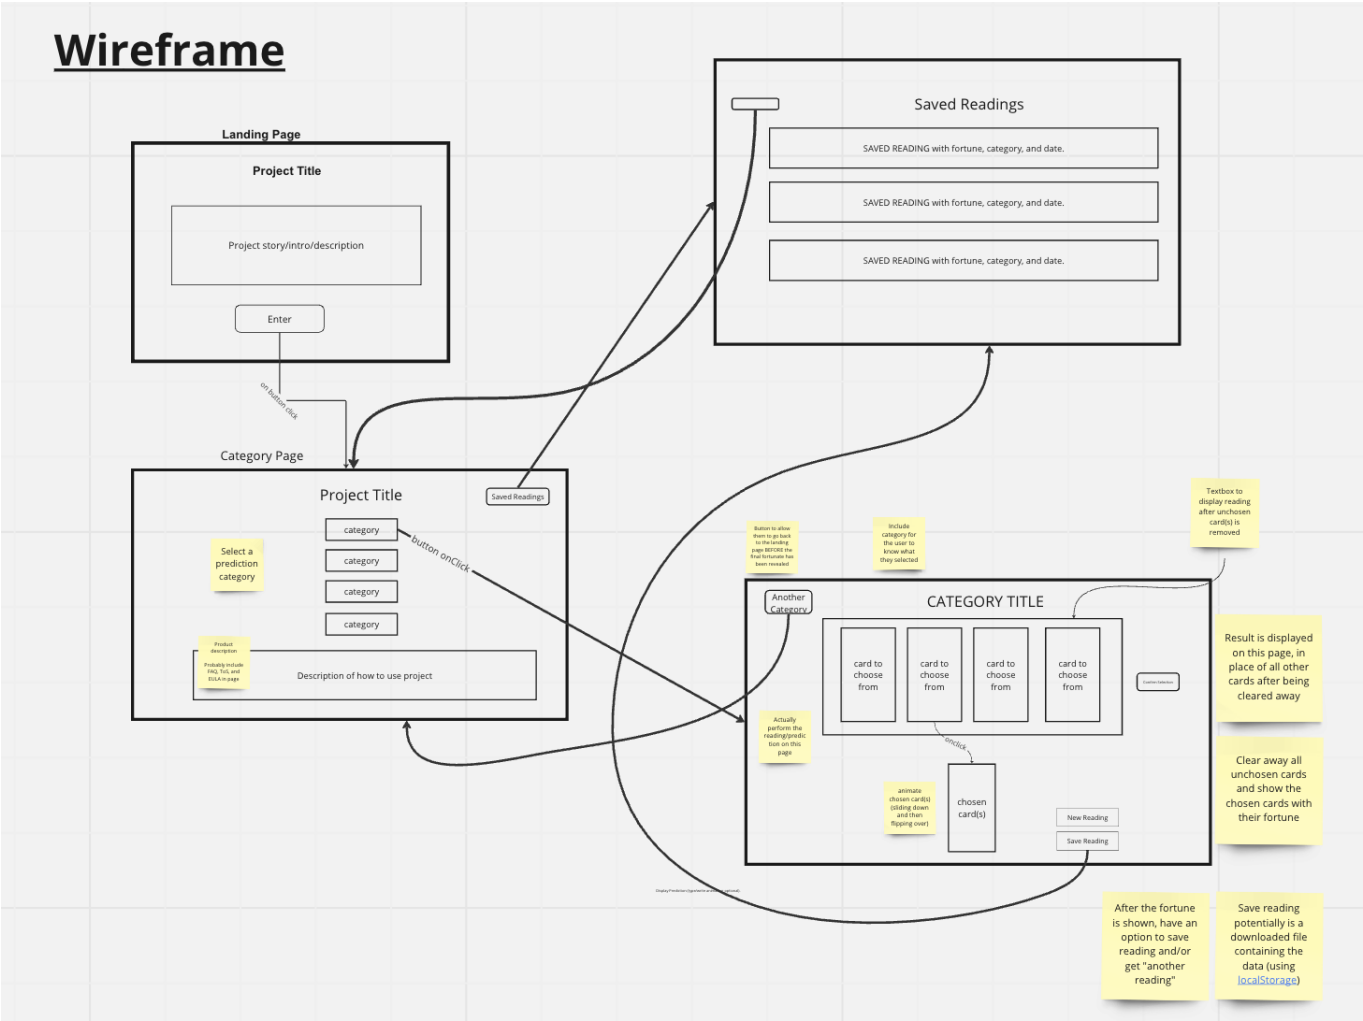 Wireframe
Landing Page
Project Title
Project story/intro/description
Enter
on button click
Saved Readings
SAVED READING with fortune, category, and date.
SAVED READING with fortune, category, and date.
SAVED READING with fortune, category, and date.
Category Page
Project Title
Saved Readings
Select a
prediction
category
category
category
category
category
button onClick
Product
description
Probably include
FAQ, ToS, and
EULA in page
Description of how to use project
Button to allow
them to go back
to the landing
page BEFORE the
final fortunate has
been revealed
Include
category for
the user to
know what
they selected
Textbox to
display reading
after unchosen
card(s) is
removed
Another
Category
CATEGORY TITLE
card to
choose
from
card to
choose
from
card to
choose
from
card to
choose
from
Confirm Selection
onclick
Actually
perform the
reading/predic
tion on this
page
animate
chosen card(s)
(sliding down
and then
flipping over)
chosen
card(s)
New Reading
Save Reading
Result is displayed
on this page, in
place of all other
cards after being
cleared away
Clear away all
unchosen cards
and show the
chosen cards with
their fortune
Display Prediction
After the fortune
is shown, have an
option to save
reading and/or
get "another
reading"
Save reading
potentially is a
downloaded file
containing the
data (using
localStorage)